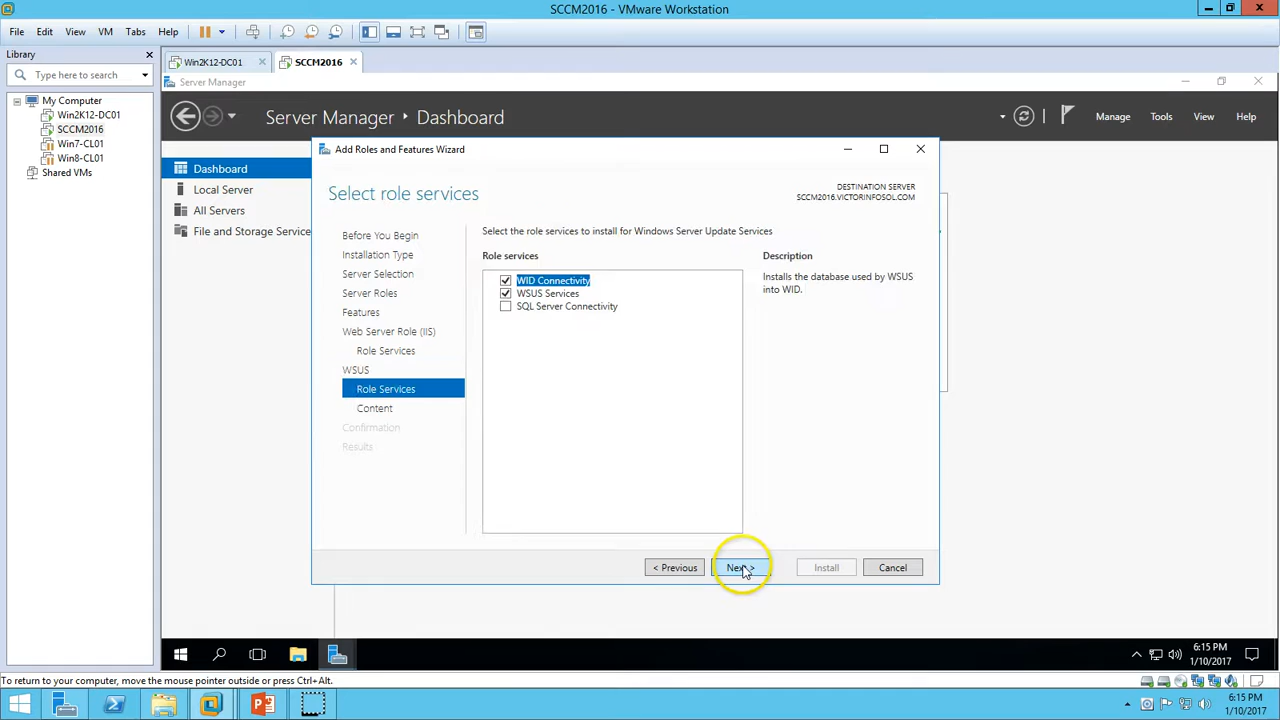 SCCM2016 - VMware Workstation
File Edit View VM Tabs Help
Library
Type here to search
My Computer
Win2K12-DC01
SCCM2016
Win7-CL01
Win8-CL01
Shared VMs
Win2K12-DC01
SCCM2016
Server Manager
Server Manager ‣ Dashboard
Manage Tools View Help
Dashboard
Local Server
All Servers
File and Storage Service
Add Roles and Features Wizard
Select role services
DESTINATION SERVER
SCCM2016.VICTORINFOSOL.COM
Before You Begin
Installation Type
Server Selection
Server Roles
Features
Web Server Role (IIS)
Role Services
WSUS
Role Services
Content
Confirmation
Results
Select the role services to install for Windows Server Update Services
Role services
WID Connectivity
WSUS Services
SQL Server Connectivity
Description
Installs the database used by WSUS
into WID.
< Previous
Next >
Install
Cancel
6:15 PM
1/10/2017
To return to your computer, move the mouse pointer outside or press Ctrl+Alt.
6:15 PM
1/10/2017